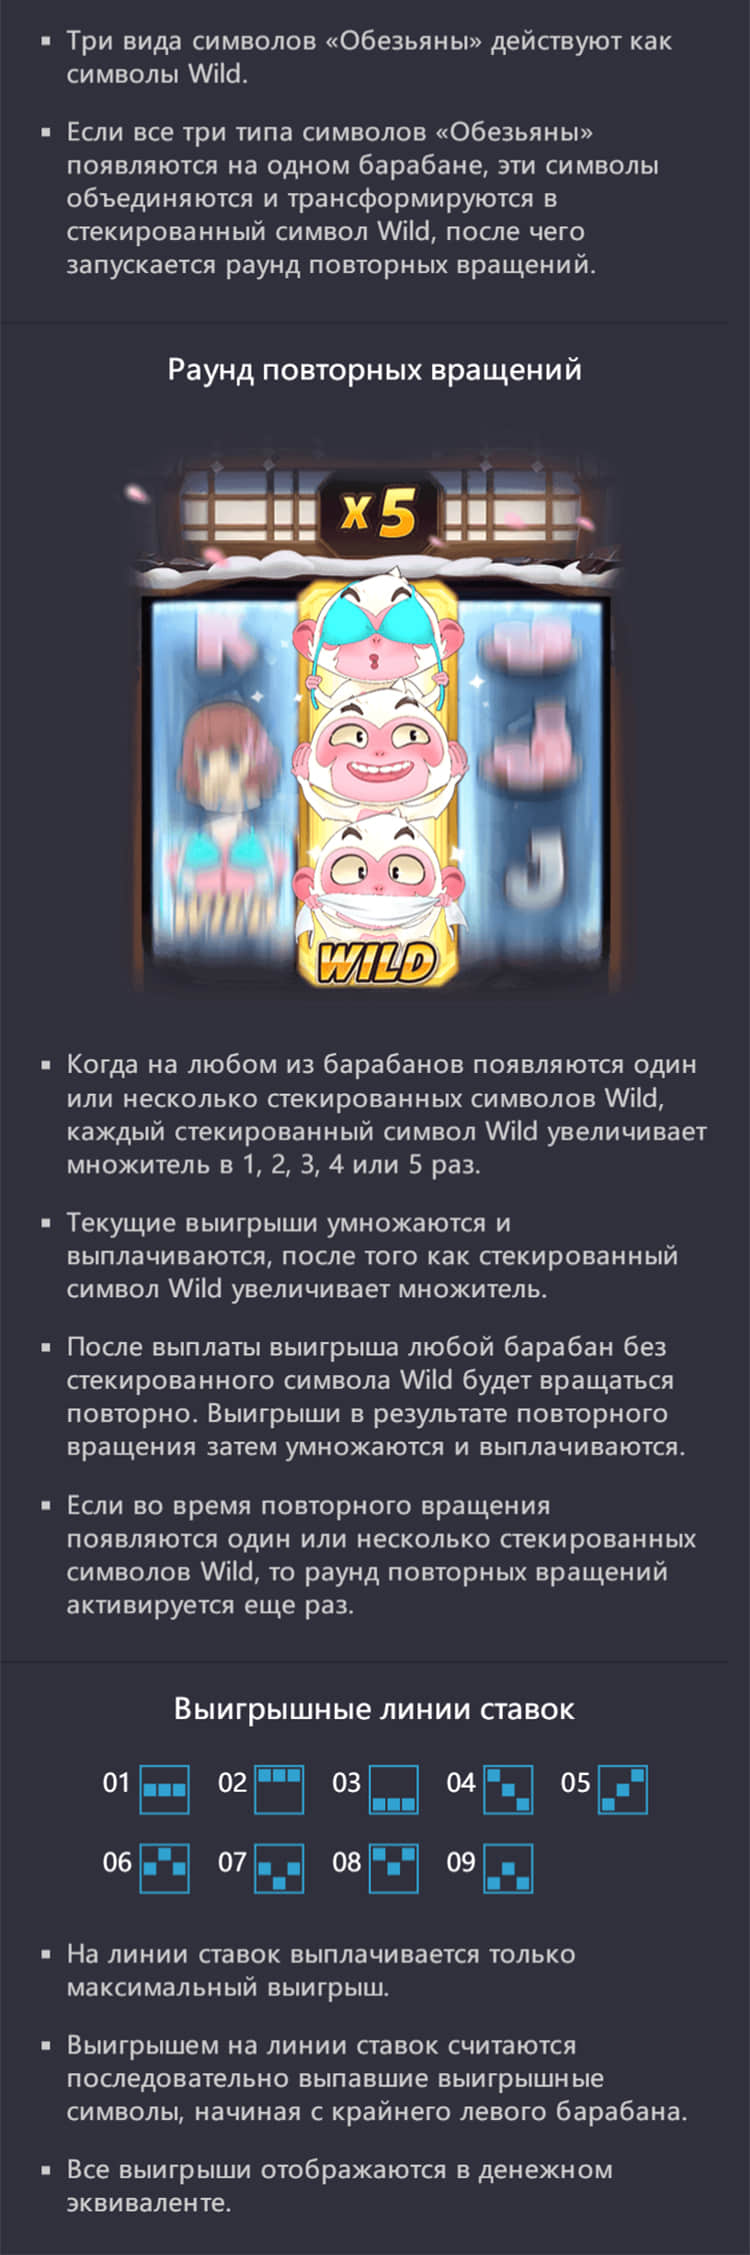 ▪ Три вида символов «Обезьяны» действуют как
символы Wild.
▪ Если все три типа символов «Обезьяны»
появляются на одном барабане, эти символы
объединяются и трансформируются в
стекированный символ Wild, после чего
запускается раунд повторных вращений.
Раунд повторных вращений
x5
K
J
WILD
▪ Когда на любом из барабанов появляются один
или несколько стекированных символов Wild,
каждый стекированный символ Wild увеличивает
множитель в 1, 2, 3, 4 или 5 раз.
▪ Текущие выигрыши умножаются и
выплачиваются, после того как стекированный
символ Wild увеличивает множитель.
▪ После выплаты выигрыша любой барабан без
стекированного символа Wild будет вращаться
повторно. Выигрыши в результате повторного
вращения затем умножаются и выплачиваются.
▪ Если во время повторного вращения
появляются один или несколько стекированных
символов Wild, то раунд повторных вращений
активируется еще раз.
Выигрышные линии ставок
01 02 03 04 05
06 07 08 09
▪ На линии ставок выплачивается только
максимальный выигрыш.
▪ Выигрышем на линии ставок считаются
последовательно выпавшие выигрышные
символы, начиная с крайнего левого барабана.
▪ Все выигрыши отображаются в денежном
эквиваленте.